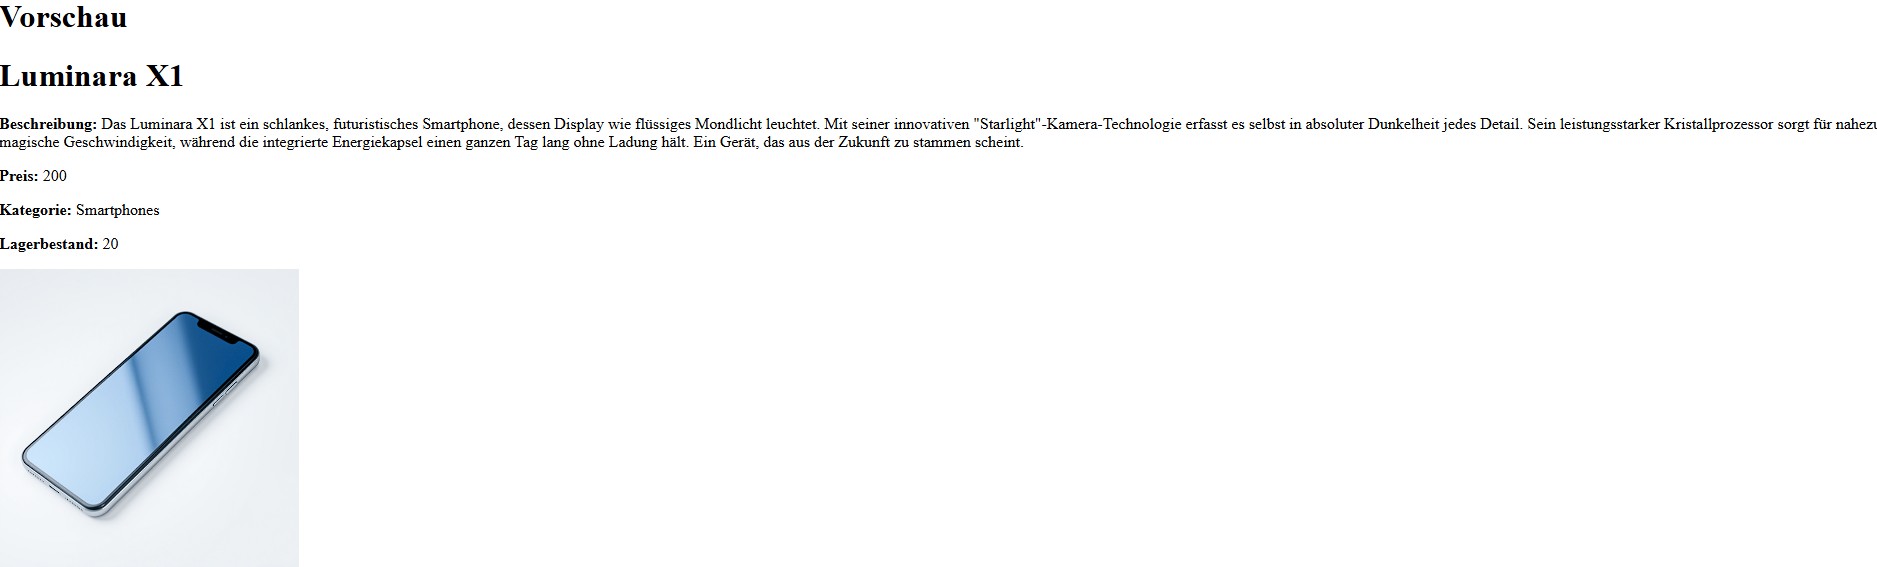 Vorschau
Luminara X1
Beschreibung: Das Luminara X1 ist ein schlankes, futuristisches Smartphone, dessen Display wie flüssiges Mondlicht leuchtet. Mit seiner innovativen "Starlight"-Kamera-Technologie erfasst es selbst in absoluter Dunkelheit jedes Detail. Sein leistungsstarker Kristallprozessor sorgt für nahezu
magische Geschwindigkeit, während die integrierte Energiekapsel einen ganzen Tag lang ohne Ladung hält. Ein Gerät, das aus der Zukunft zu stammen scheint.
Preis: 200
Kategorie: Smartphones
Lagerbestand: 20